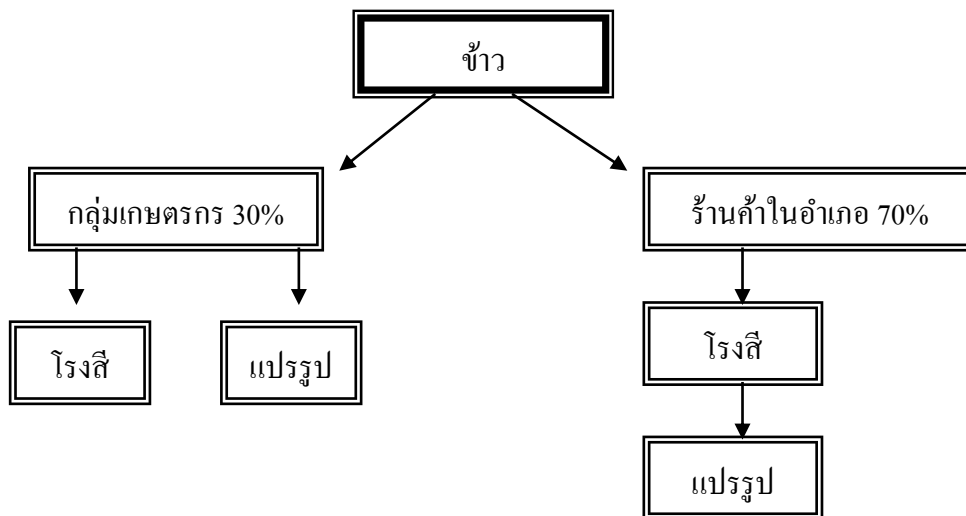 ข้าว
กลุ่มเกษตรกร 30%
ร้านค้าในอำเภอ 70%
โรงสี
แปรรูป
โรงสี
แปรรูป